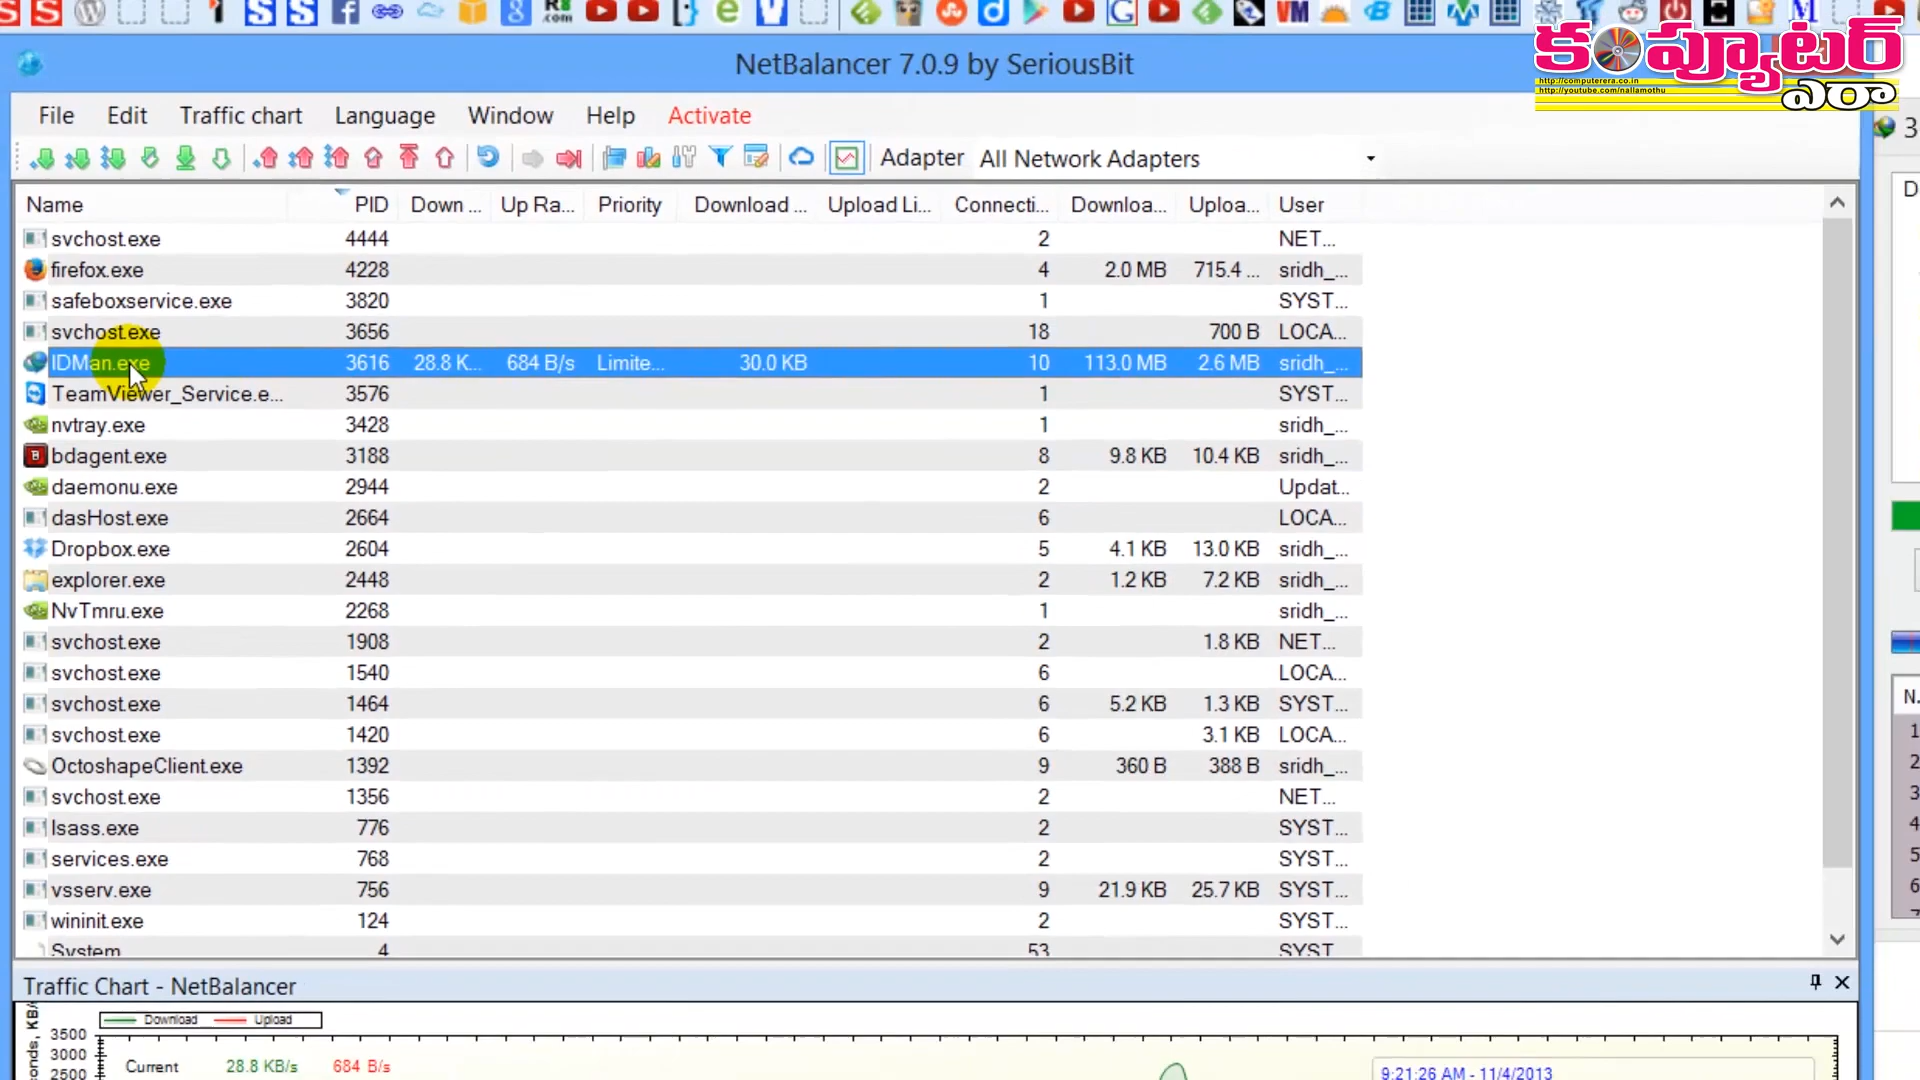 NetBalancer 7.0.9 by SeriousBit
కంప్యూటర్
http://computerera.co.in
http://youtube.com/nallamothu
ఎరా
File Edit Traffic chart Language Window Help Activate
Adapter All Network Adapters
Name PID Down ... Up Ra... Priority Download ... Upload Li... Connecti... Downloa... Uploa... User
svchost.exe 4444 2 NET...
firefox.exe 4228 4 2.0 MB 715.4 ... sridh_...
safeboxservice.exe 3820 1 SYST...
svchost.exe 3656 18 700 B LOCA...
IDMan.exe 3616 28.8 K... 684 B/s Limite... 30.0 KB 10 113.0 MB 2.6 MB sridh_...
TeamViewer_Service.e... 3576 1 SYST...
nvtray.exe 3428 1 sridh_...
bdagent.exe 3188 8 9.8 KB 10.4 KB sridh_...
daemonu.exe 2944 2 Updat...
dasHost.exe 2664 6 LOCA...
Dropbox.exe 2604 5 4.1 KB 13.0 KB sridh_...
explorer.exe 2448 2 1.2 KB 7.2 KB sridh_...
NvTmru.exe 2268 1 sridh_...
svchost.exe 1908 2 1.8 KB NET...
svchost.exe 1540 6 LOCA...
svchost.exe 1464 6 5.2 KB 1.3 KB SYST...
svchost.exe 1420 6 3.1 KB LOCA...
OctoshapeClient.exe 1392 9 360 B 388 B sridh_...
svchost.exe 1356 2 NET...
lsass.exe 776 2 SYST...
services.exe 768 2 SYST...
vsserv.exe 756 9 21.9 KB 25.7 KB SYST...
wininit.exe 124 2 SYST...
System 4 53 SYST
Traffic Chart - NetBalancer
Download Upload
3500
3000
2500
Current 28.8 KB/s 684 B/s
9:21:26 AM - 11/4/2013